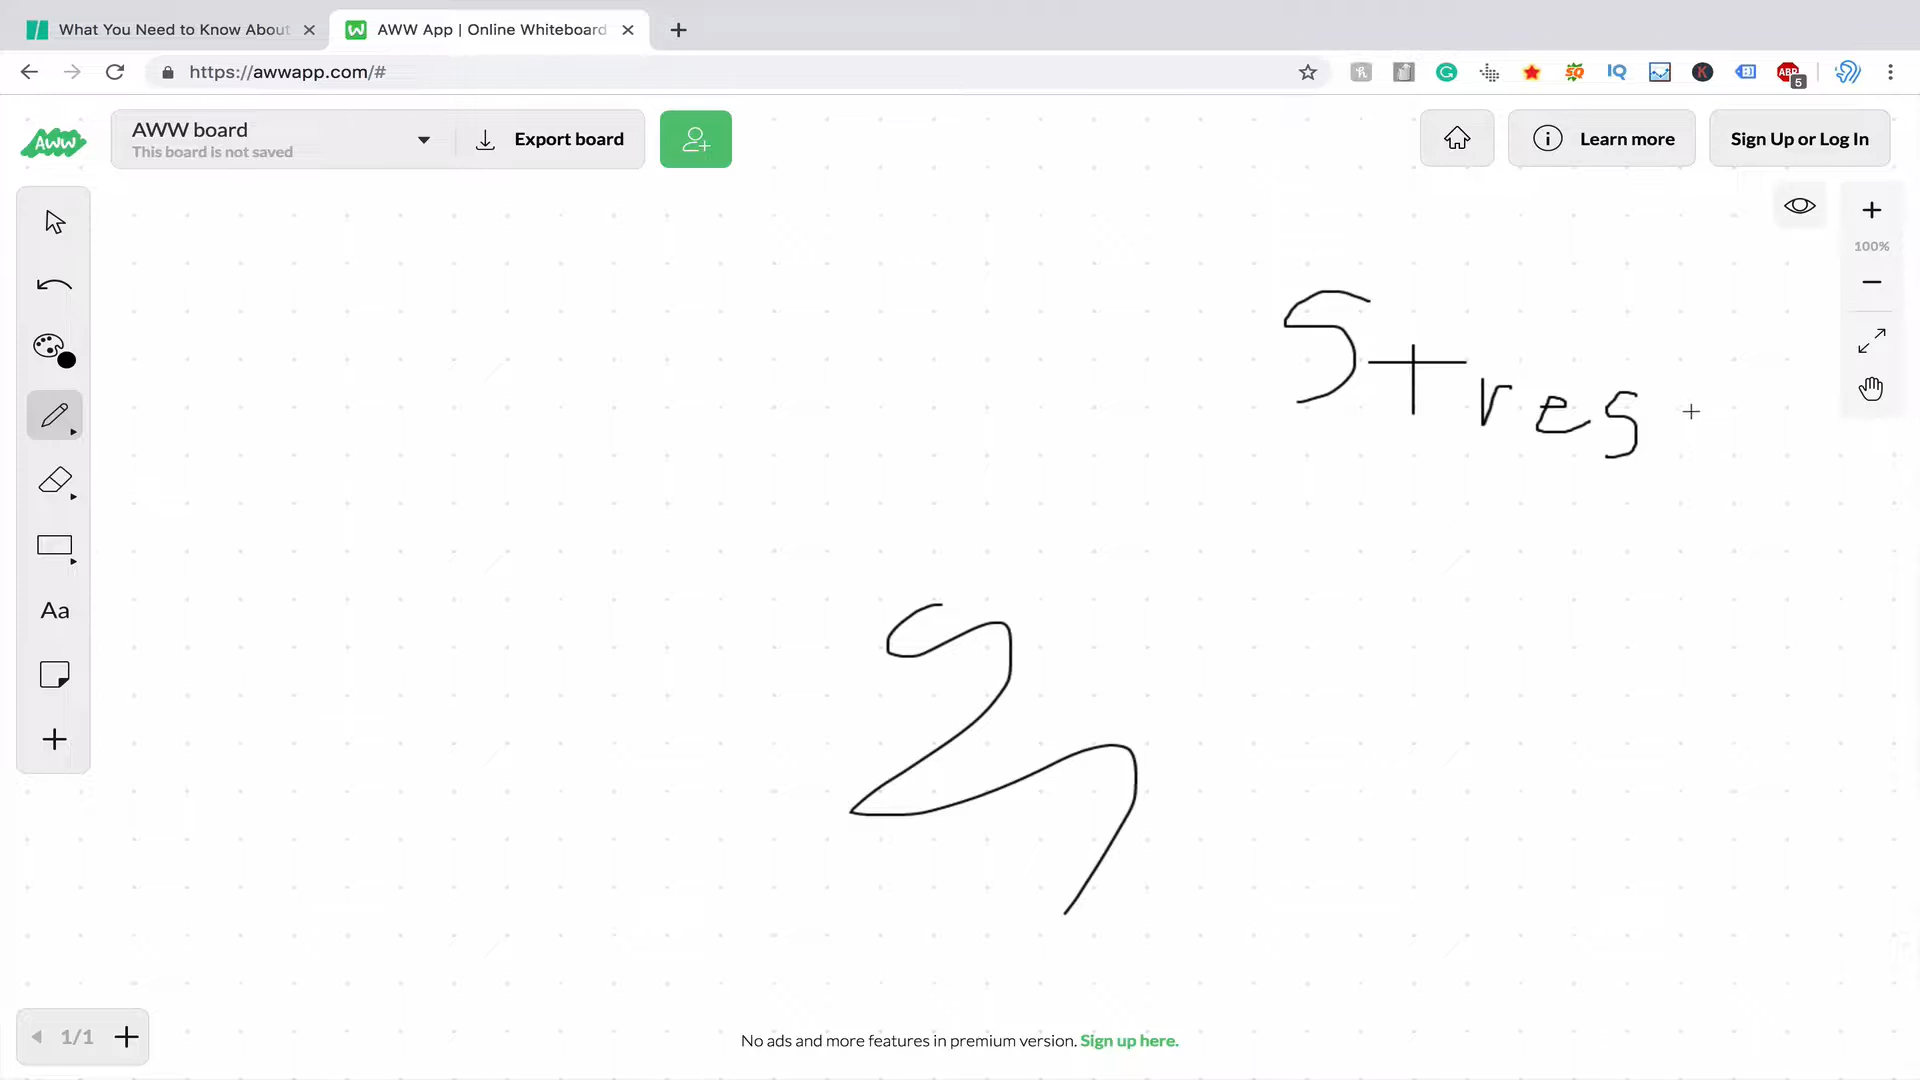 What You Need to Know About
AWW App | Online Whiteboard
https://awwapp.com/#
5
AWW
AWW board
This board is not saved
Export board
Learn more
Sign Up or Log In
100%
Stres
Aa
1/1
No ads and more features in premium version. Sign up here.